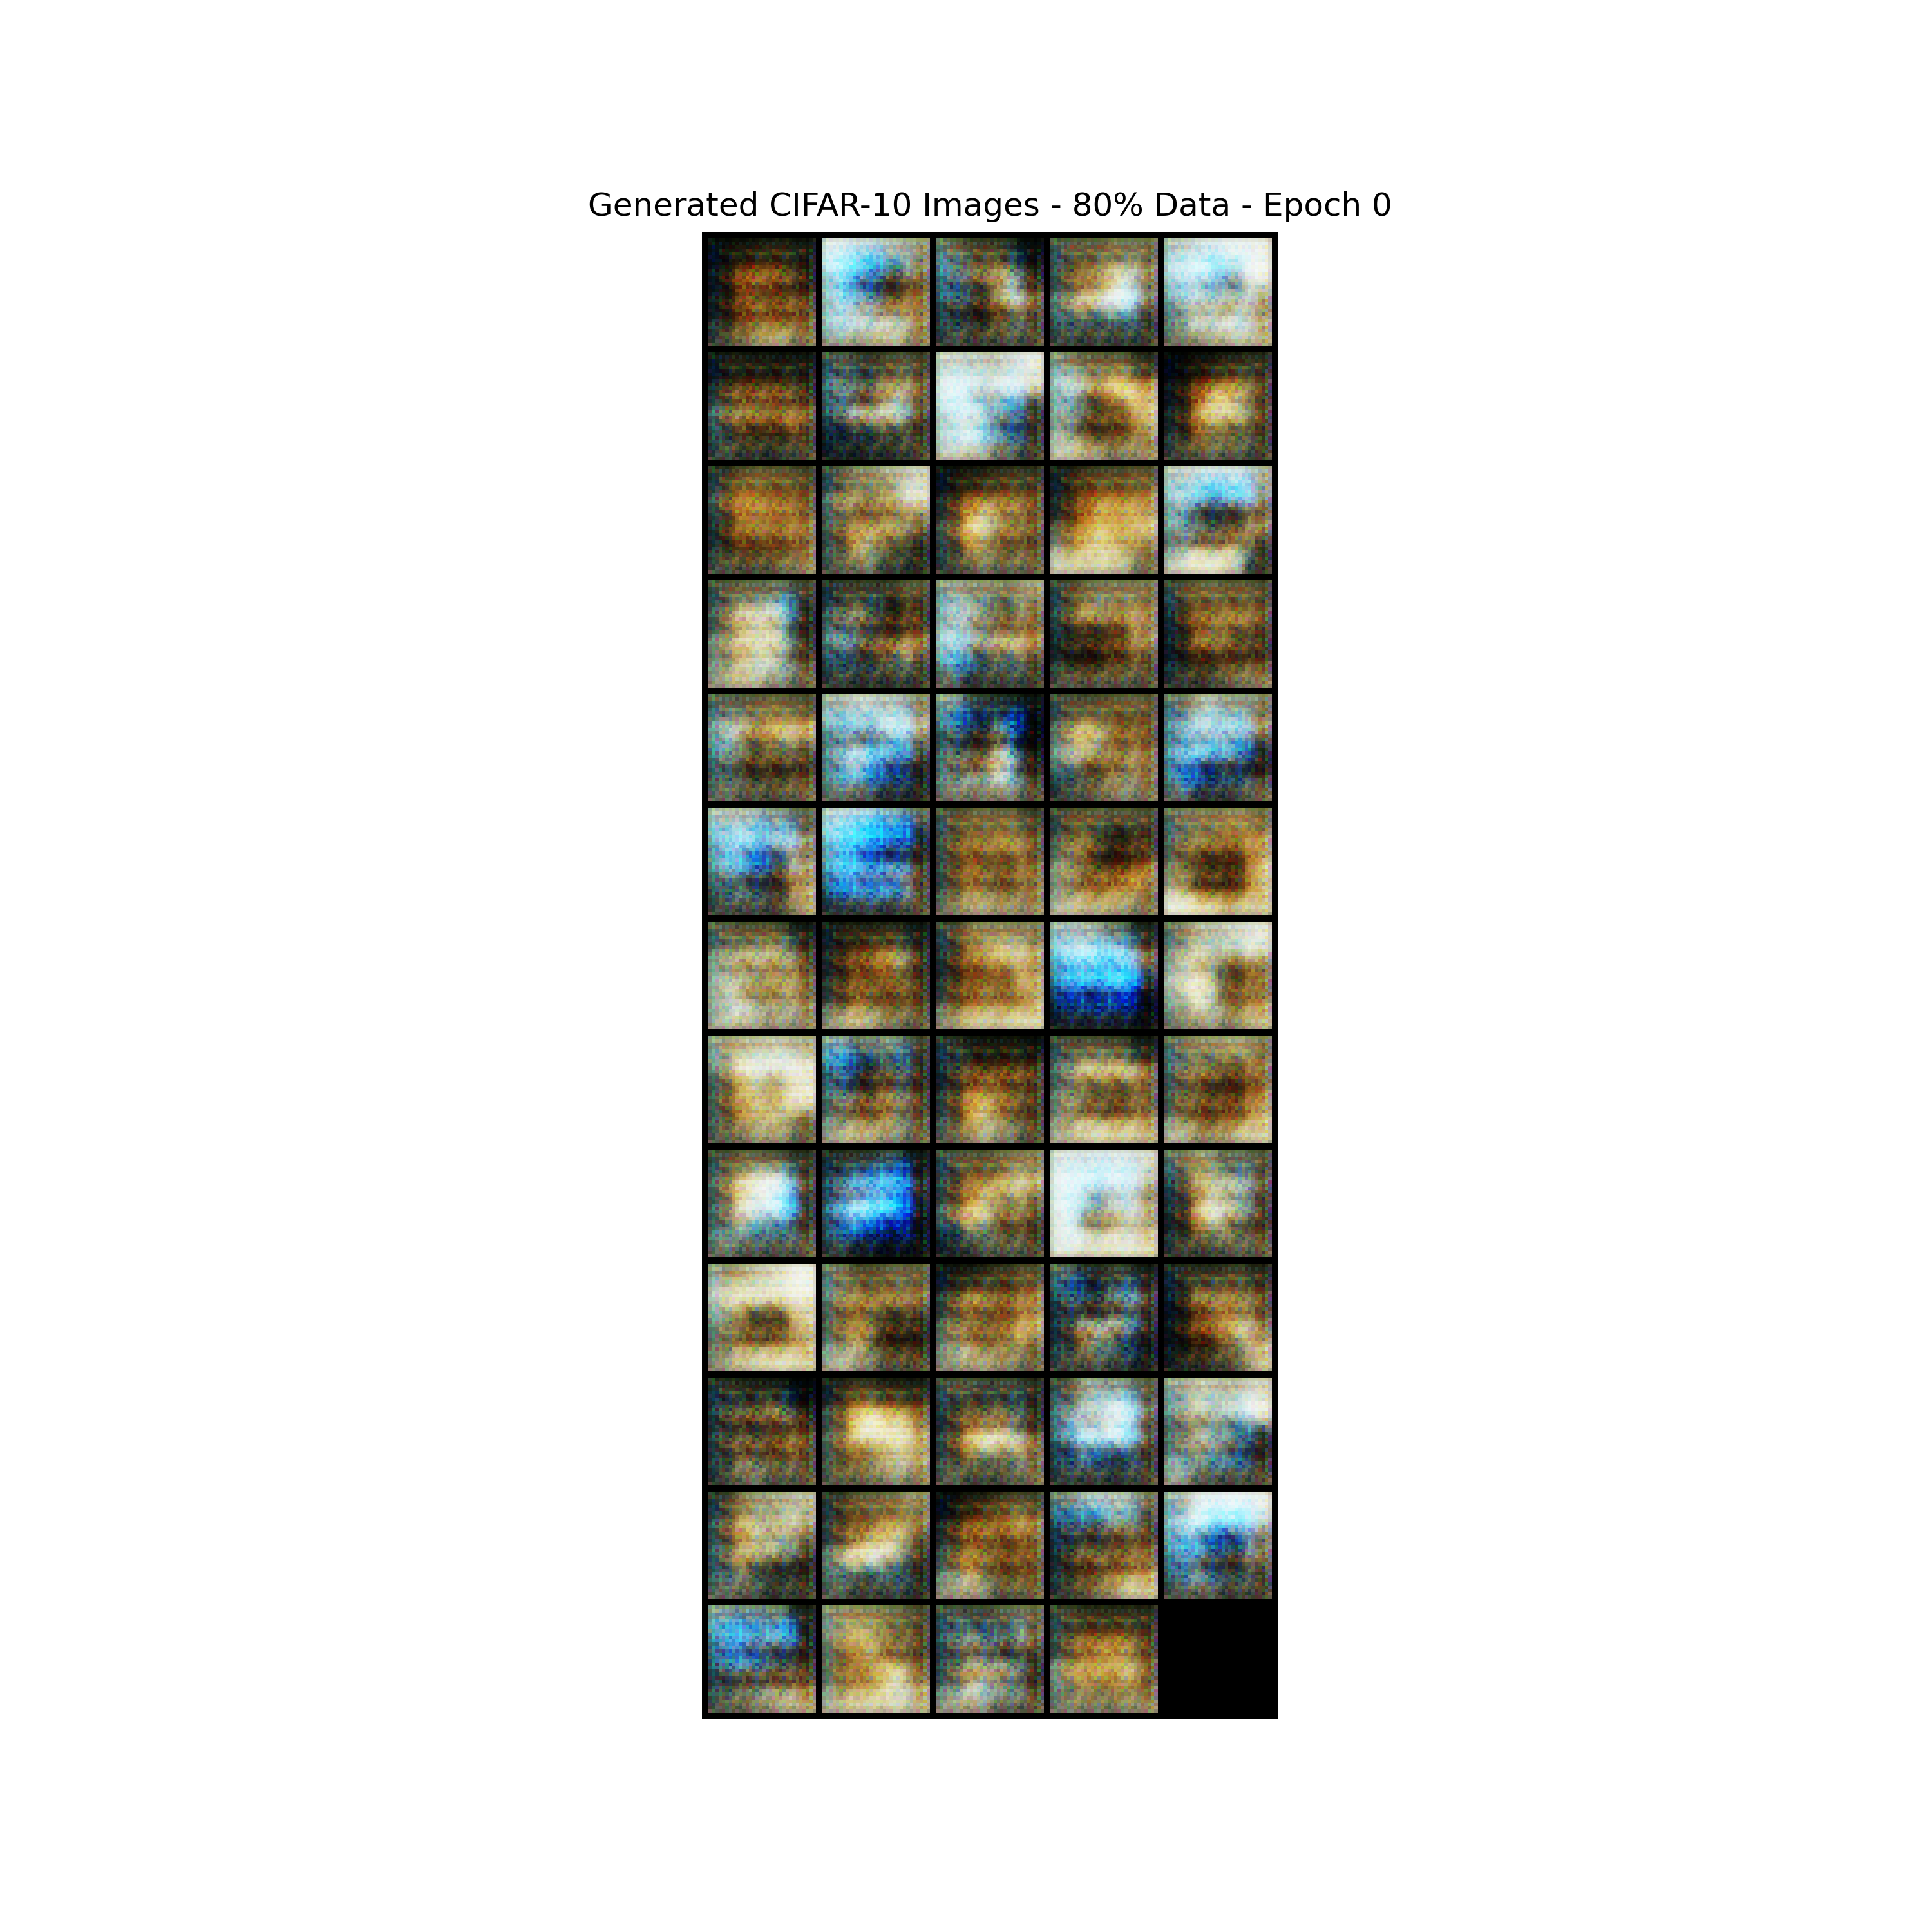 Generated CIFAR-10 Images - 80% Data - Epoch 0